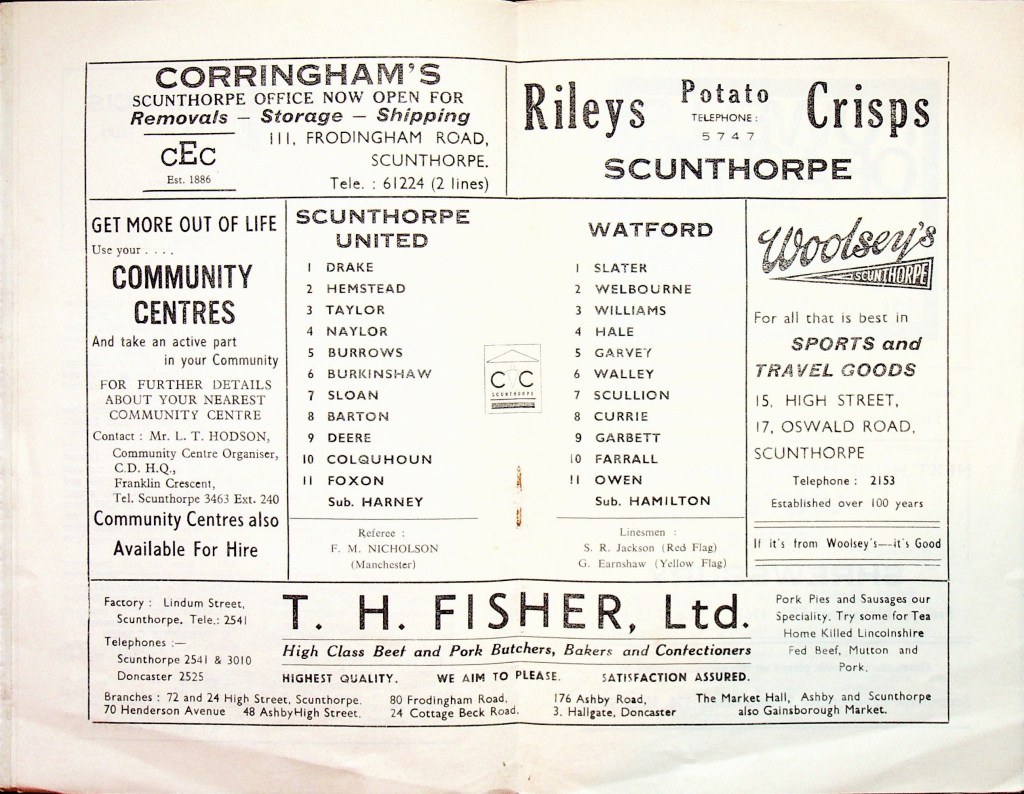 CORRINGHAM'S
SCUNTHORPE OFFICE NOW OPEN FOR
Removals — Storage — Shipping
CEC
Est. 1886
111, FRODINGHAM ROAD,
SCUNTHORPE.
Tele. : 61224 (2 lines)
Rileys Potato Crisps
TELEPHONE :
5747
SCUNTHORPE
GET MORE OUT OF LIFE
Use your . . . .
COMMUNITY
CENTRES
And take an active part
in your Community
FOR FURTHER DETAILS
ABOUT YOUR NEAREST
COMMUNITY CENTRE
Contact : Mr. L. T. HODSON,
Community Centre Organiser,
C.D. H.Q.,
Franklin Crescent,
Tel. Scunthorpe 3463 Ext. 240
Community Centres also
Available For Hire
SCUNTHORPE
UNITED
1 DRAKE
2 HEMSTEAD
3 TAYLOR
4 NAYLOR
5 BURROWS
6 BURKINSHAW
7 SLOAN
8 BARTON
9 DEERE
10 COLQUHOUN
11 FOXON
Sub. HARNEY
Referee :
F. M. NICHOLSON
(Manchester)
CVC
SCUNTHORPE
WATFORD
1 SLATER
2 WELBOURNE
3 WILLIAMS
4 HALE
5 GARVEY
6 WALLEY
7 SCULLION
8 CURRIE
9 GARBETT
10 FARRALL
11 OWEN
Sub. HAMILTON
Linesmen :
S. R. Jackson (Red Flag)
G. Earnshaw (Yellow Flag)
Woolsey's
SCUNTHORPE
For all that is best in
SPORTS and
TRAVEL GOODS
15, HIGH STREET,
17, OSWALD ROAD,
SCUNTHORPE
Telephone : 2153
Established over 100 years
If it's from Woolsey's—it's Good
Factory : Lindum Street,
Scunthorpe. Tele.: 2541
Telephones :—
Scunthorpe 2541 & 3010
Doncaster 2525
T. H. FISHER, Ltd.
High Class Beef and Pork Butchers, Bakers and Confectioners
HIGHEST QUALITY. WE AIM TO PLEASE. SATISFACTION ASSURED.
Pork Pies and Sausages our
Speciality. Try some for Tea
Home Killed Lincolnshire
Fed Beef, Mutton and
Pork.
Branches : 72 and 24 High Street, Scunthorpe. 80 Frodingham Road, 176 Ashby Road, The Market Hall, Ashby and Scunthorpe
70 Henderson Avenue 48 AshbyHigh Street. 24 Cottage Beck Road. 3. Hallgate, Doncaster also Gainsborough Market.